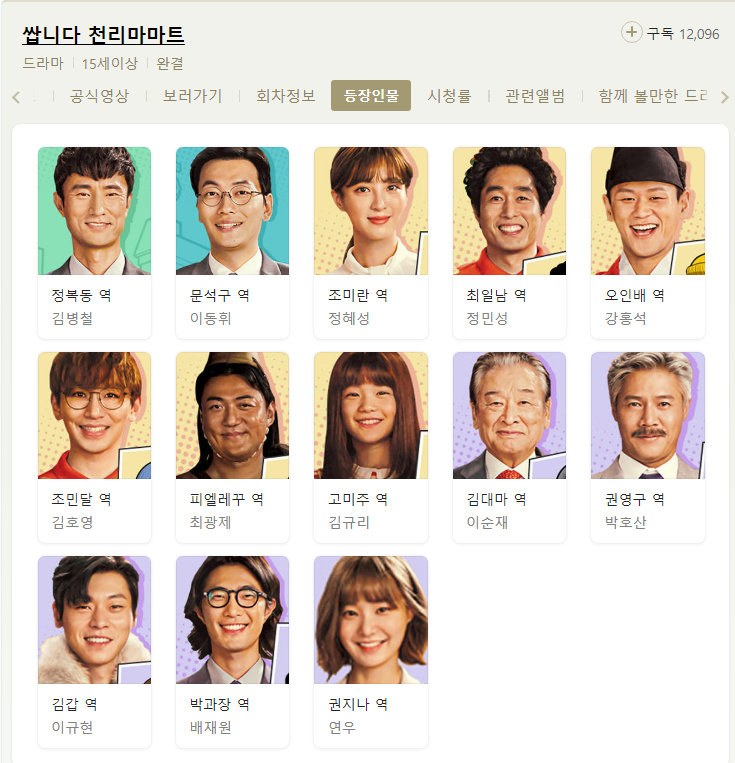 쌉니다 천리마마트
구독 12,096
드라마 15세이상 완결
공식영상 보러가기 회차정보 등장인물 시청률 관련앨범 함께 볼만한 드라
정복동 역 문석구 역 조미란 역 최일남 역 오인배 역
김병철 이동휘 정혜성 정민성 강홍석
조민달 역 피엘레꾸 역 고미주 역 김대마 역 권영구 역
김호영 최광제 김규리 이순재 박호산
김갑 역 박과장 역 권지나 역
이규현 배재원 연우